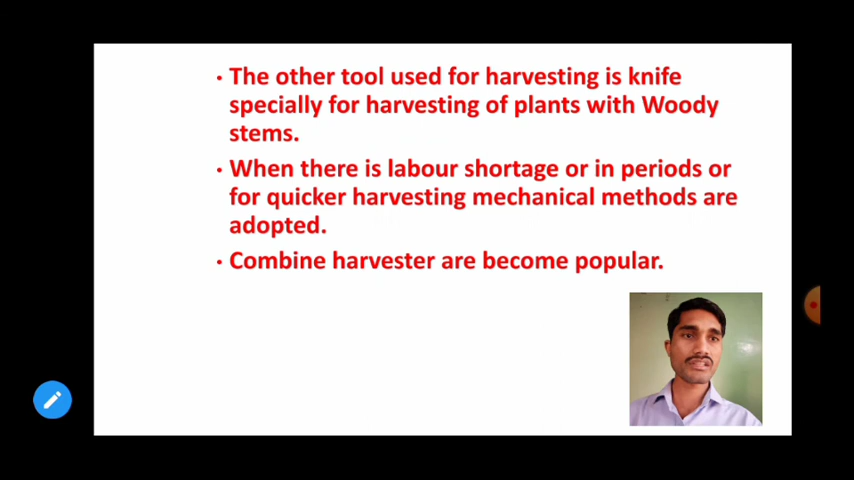 • The other tool used for harvesting is knife
specially for harvesting of plants with Woody
stems.
• When there is labour shortage or in periods or
for quicker harvesting mechanical methods are
adopted.
• Combine harvester are become popular.